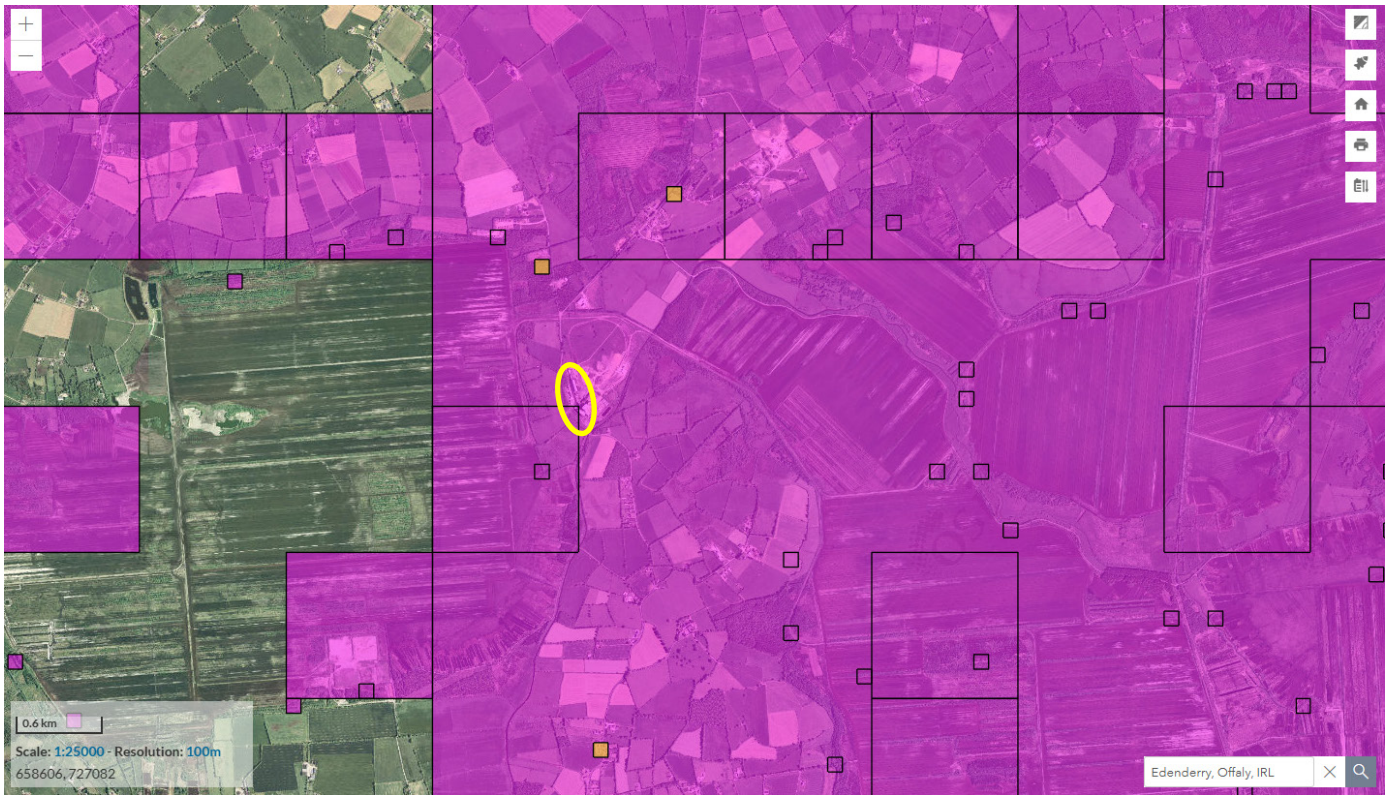 +
−
0.6 km
Scale: 1:25000 - Resolution: 100m
658606, 727082
Edenderry, Offaly, IRL